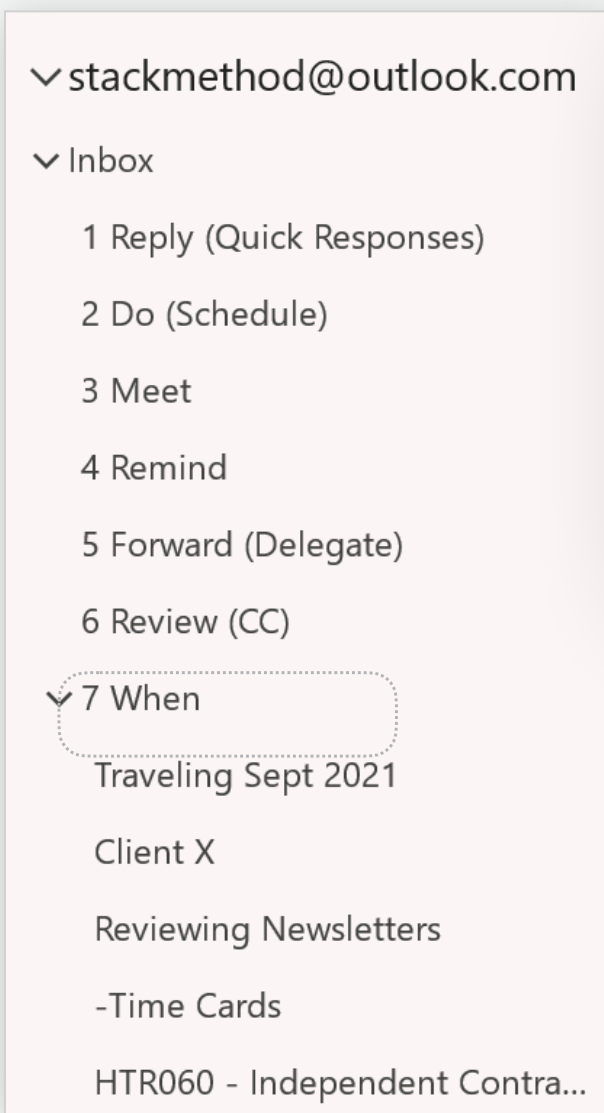 stackmethod@outlook.com
Inbox
1 Reply (Quick Responses)
2 Do (Schedule)
3 Meet
4 Remind
5 Forward (Delegate)
6 Review (CC)
7 When
Traveling Sept 2021
Client X
Reviewing Newsletters
-Time Cards
HTR060 - Independent Contra...